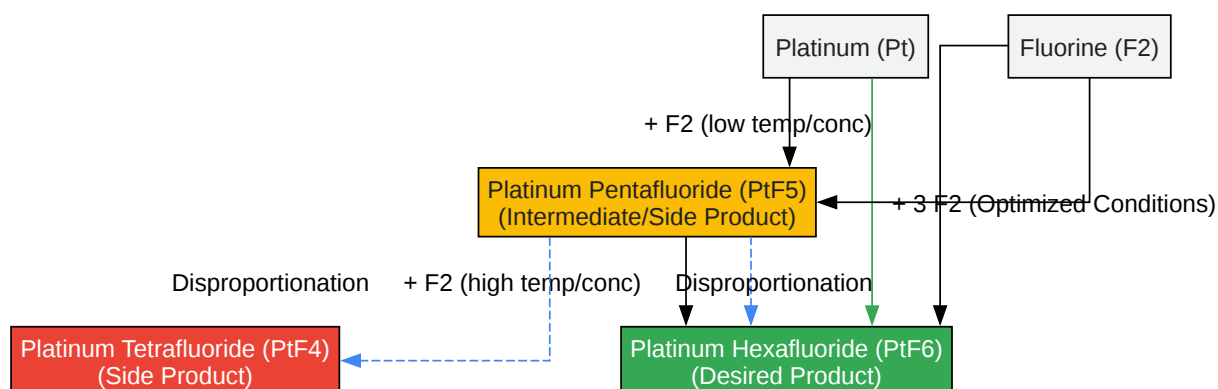 Platinum (Pt)
Fluorine (F2)
+ F2 (low temp/conc)
Platinum Pentafluoride (PtF5)
(Intermediate/Side Product)
+ 3 F2 (Optimized Conditions)
Disproportionation
+ F2 (high temp/conc)
Disproportionation
Platinum Tetrafluoride (PtF4)
(Side Product)
Platinum Hexafluoride (PtF6)
(Desired Product)